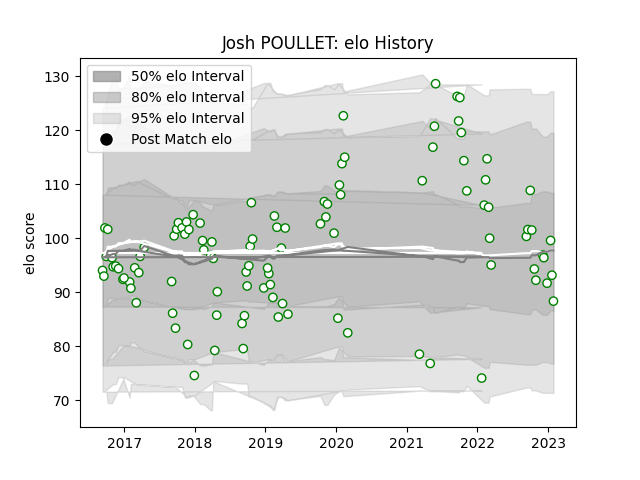 Josh POULLET: elo History
50% elo Interval
80% elo Interval
95% elo Interval
Post Match elo
elo score
130
120
110
100
90
80
70
2017
2018
2019
2020
2021
2022
2023